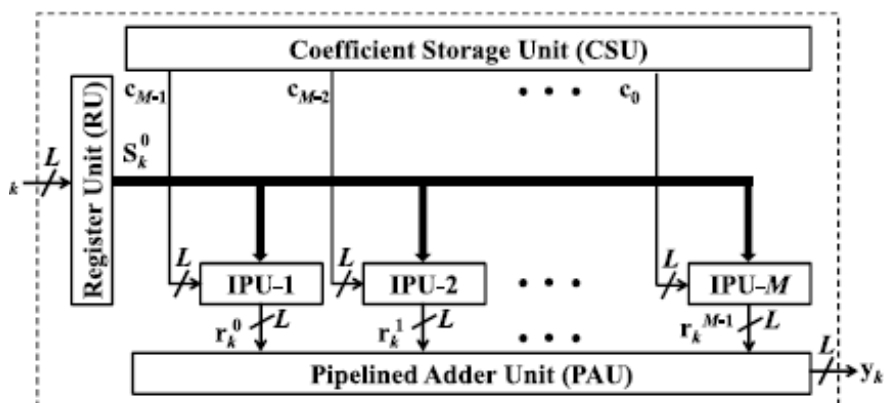 Coefficient Storage Unit (CSU)
c_{M-1} c_{M-2} • • • c_0
Register Unit (RU)
S_k^0
L
k
L L L
IPU-1 IPU-2 • • • IPU-M
r_k^0 L r_k^1 L • • • r_k^{M-1} L
Pipelined Adder Unit (PAU)
L
y_k